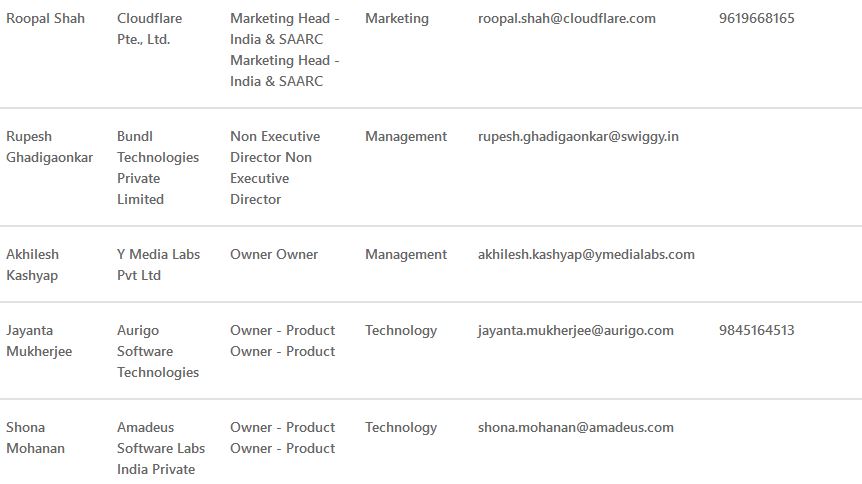 Roopal Shah Cloudflare Marketing Head - Marketing roopal.shah@cloudflare.com 9619668165
Pte., Ltd. India & SAARC
Marketing Head -
India & SAARC
Rupesh Bundl Non Executive Management rupesh.ghadigaonkar@swiggy.in
Ghadigaonkar Technologies Director Non
Private Executive
Limited Director
Akhilesh Y Media Labs Owner Owner Management akhilesh.kashyap@ymedialabs.com
Kashyap Pvt Ltd
Jayanta Aurigo Owner - Product Technology jayanta.mukherjee@aurigo.com 9845164513
Mukherjee Software Owner - Product
Technologies
Shona Amadeus Owner - Product Technology shona.mohanan@amadeus.com
Mohanan Software Labs Owner - Product
India Private